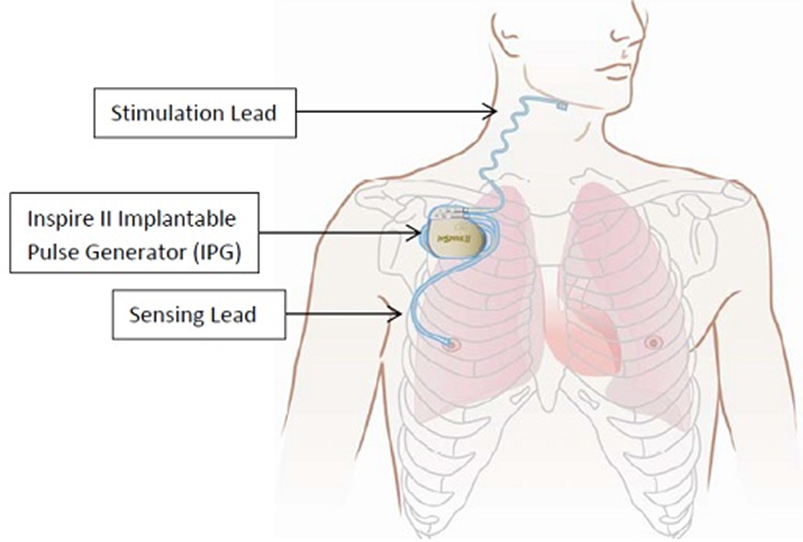 Stimulation Lead
Inspire II Implantable
Pulse Generator (IPG)
Sensing Lead